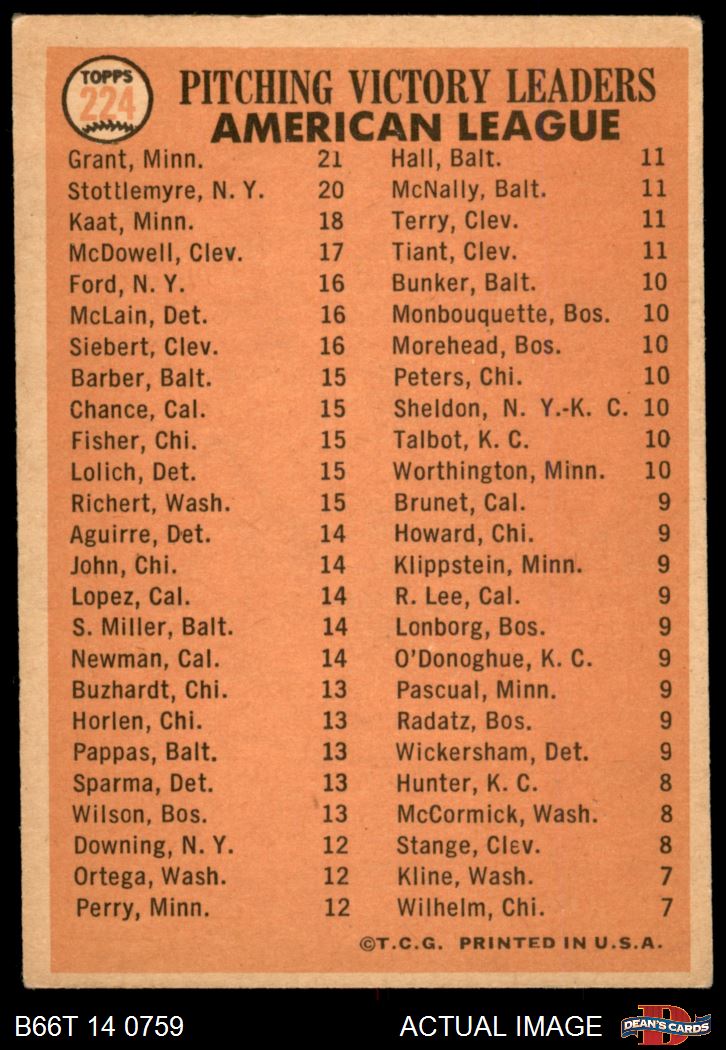 TOPPS
224
PITCHING VICTORY LEADERS
AMERICAN LEAGUE
Grant, Minn. 21
Stottlemyre, N. Y. 20
Kaat, Minn. 18
McDowell, Clev. 17
Ford, N. Y. 16
McLain, Det. 16
Siebert, Clev. 16
Barber, Balt. 15
Chance, Cal. 15
Fisher, Chi. 15
Lolich, Det. 15
Richert, Wash. 15
Aguirre, Det. 14
John, Chi. 14
Lopez, Cal. 14
S. Miller, Balt. 14
Newman, Cal. 14
Buzhardt, Chi. 13
Horlen, Chi. 13
Pappas, Balt. 13
Sparma, Det. 13
Wilson, Bos. 13
Downing, N. Y. 12
Ortega, Wash. 12
Perry, Minn. 12
Hall, Balt. 11
McNally, Balt. 11
Terry, Clev. 11
Tiant, Clev. 11
Bunker, Balt. 10
Monbouquette, Bos. 10
Morehead, Bos. 10
Peters, Chi. 10
Sheldon, N. Y.-K. C. 10
Talbot, K. C. 10
Worthington, Minn. 10
Brunet, Cal. 9
Howard, Chi. 9
Klippstein, Minn. 9
R. Lee, Cal. 9
Lonborg, Bos. 9
O'Donoghue, K. C. 9
Pascual, Minn. 9
Radatz, Bos. 9
Wickersham, Det. 9
Hunter, K. C. 8
McCormick, Wash. 8
Stange, Clev. 8
Kline, Wash. 7
Wilhelm, Chi. 7
©T.C.G. PRINTED IN U.S.A.
B66T 14 0759
ACTUAL IMAGE
D
DEAN'S CARDS